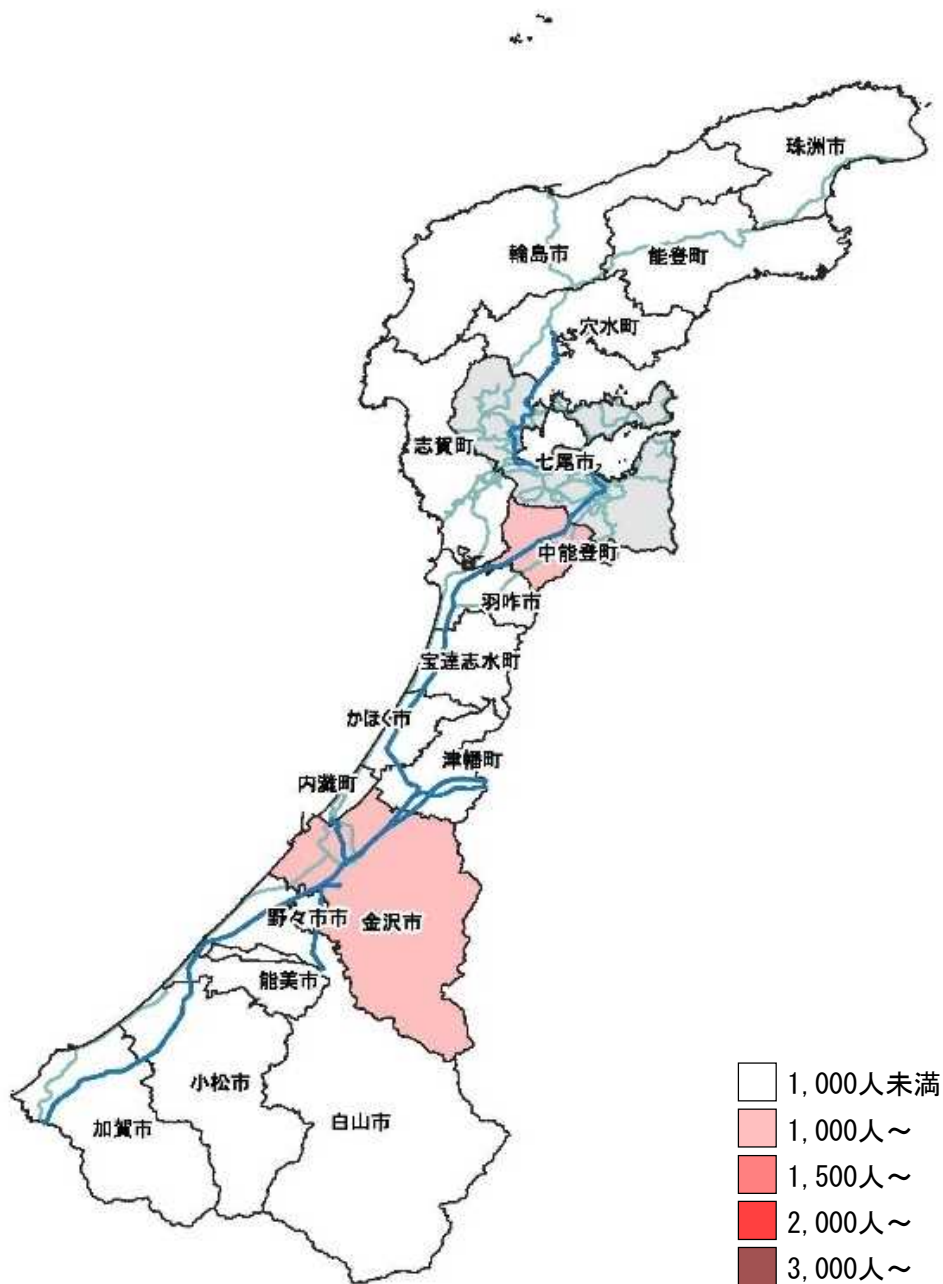 珠洲市
輪島市
能登町
穴水町
志賀町
七尾市
中能登町
羽咋市
宝達志水町
かほく市
津幡町
内灘町
野々市市
金沢市
能美市
小松市
加賀市
白山市
1,000人未満
1,000人～
1,500人～
2,000人～
3,000人～